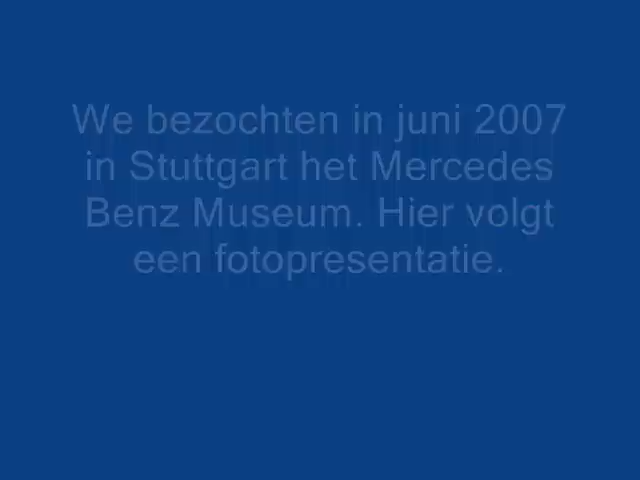 We bezochten in juni 2007
in Stuttgart het Mercedes
Benz Museum. Hier volgt
een fotopresentatie.